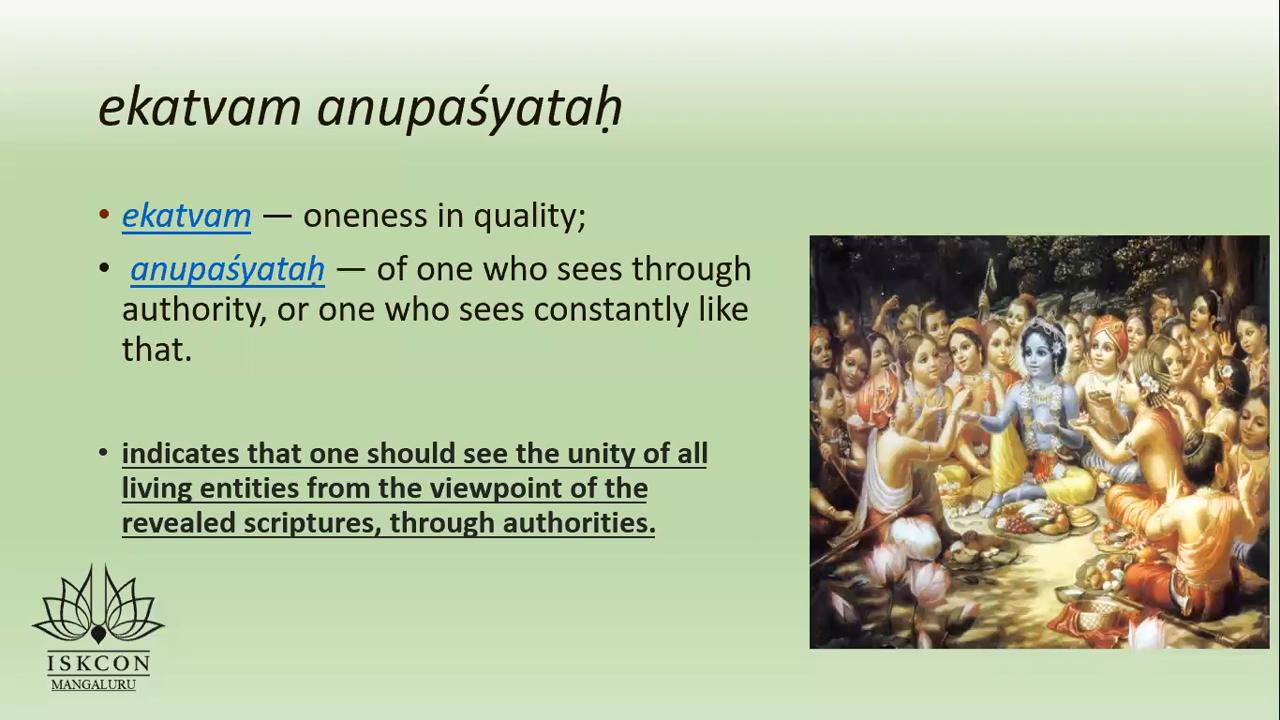 ekatvam anupaśyataḥ
• ekatvam — oneness in quality;
• anupaśyataḥ — of one who sees through
authority, or one who sees constantly like
that.
• indicates that one should see the unity of all
living entities from the viewpoint of the
revealed scriptures, through authorities.
ISKCON
MANGALURU